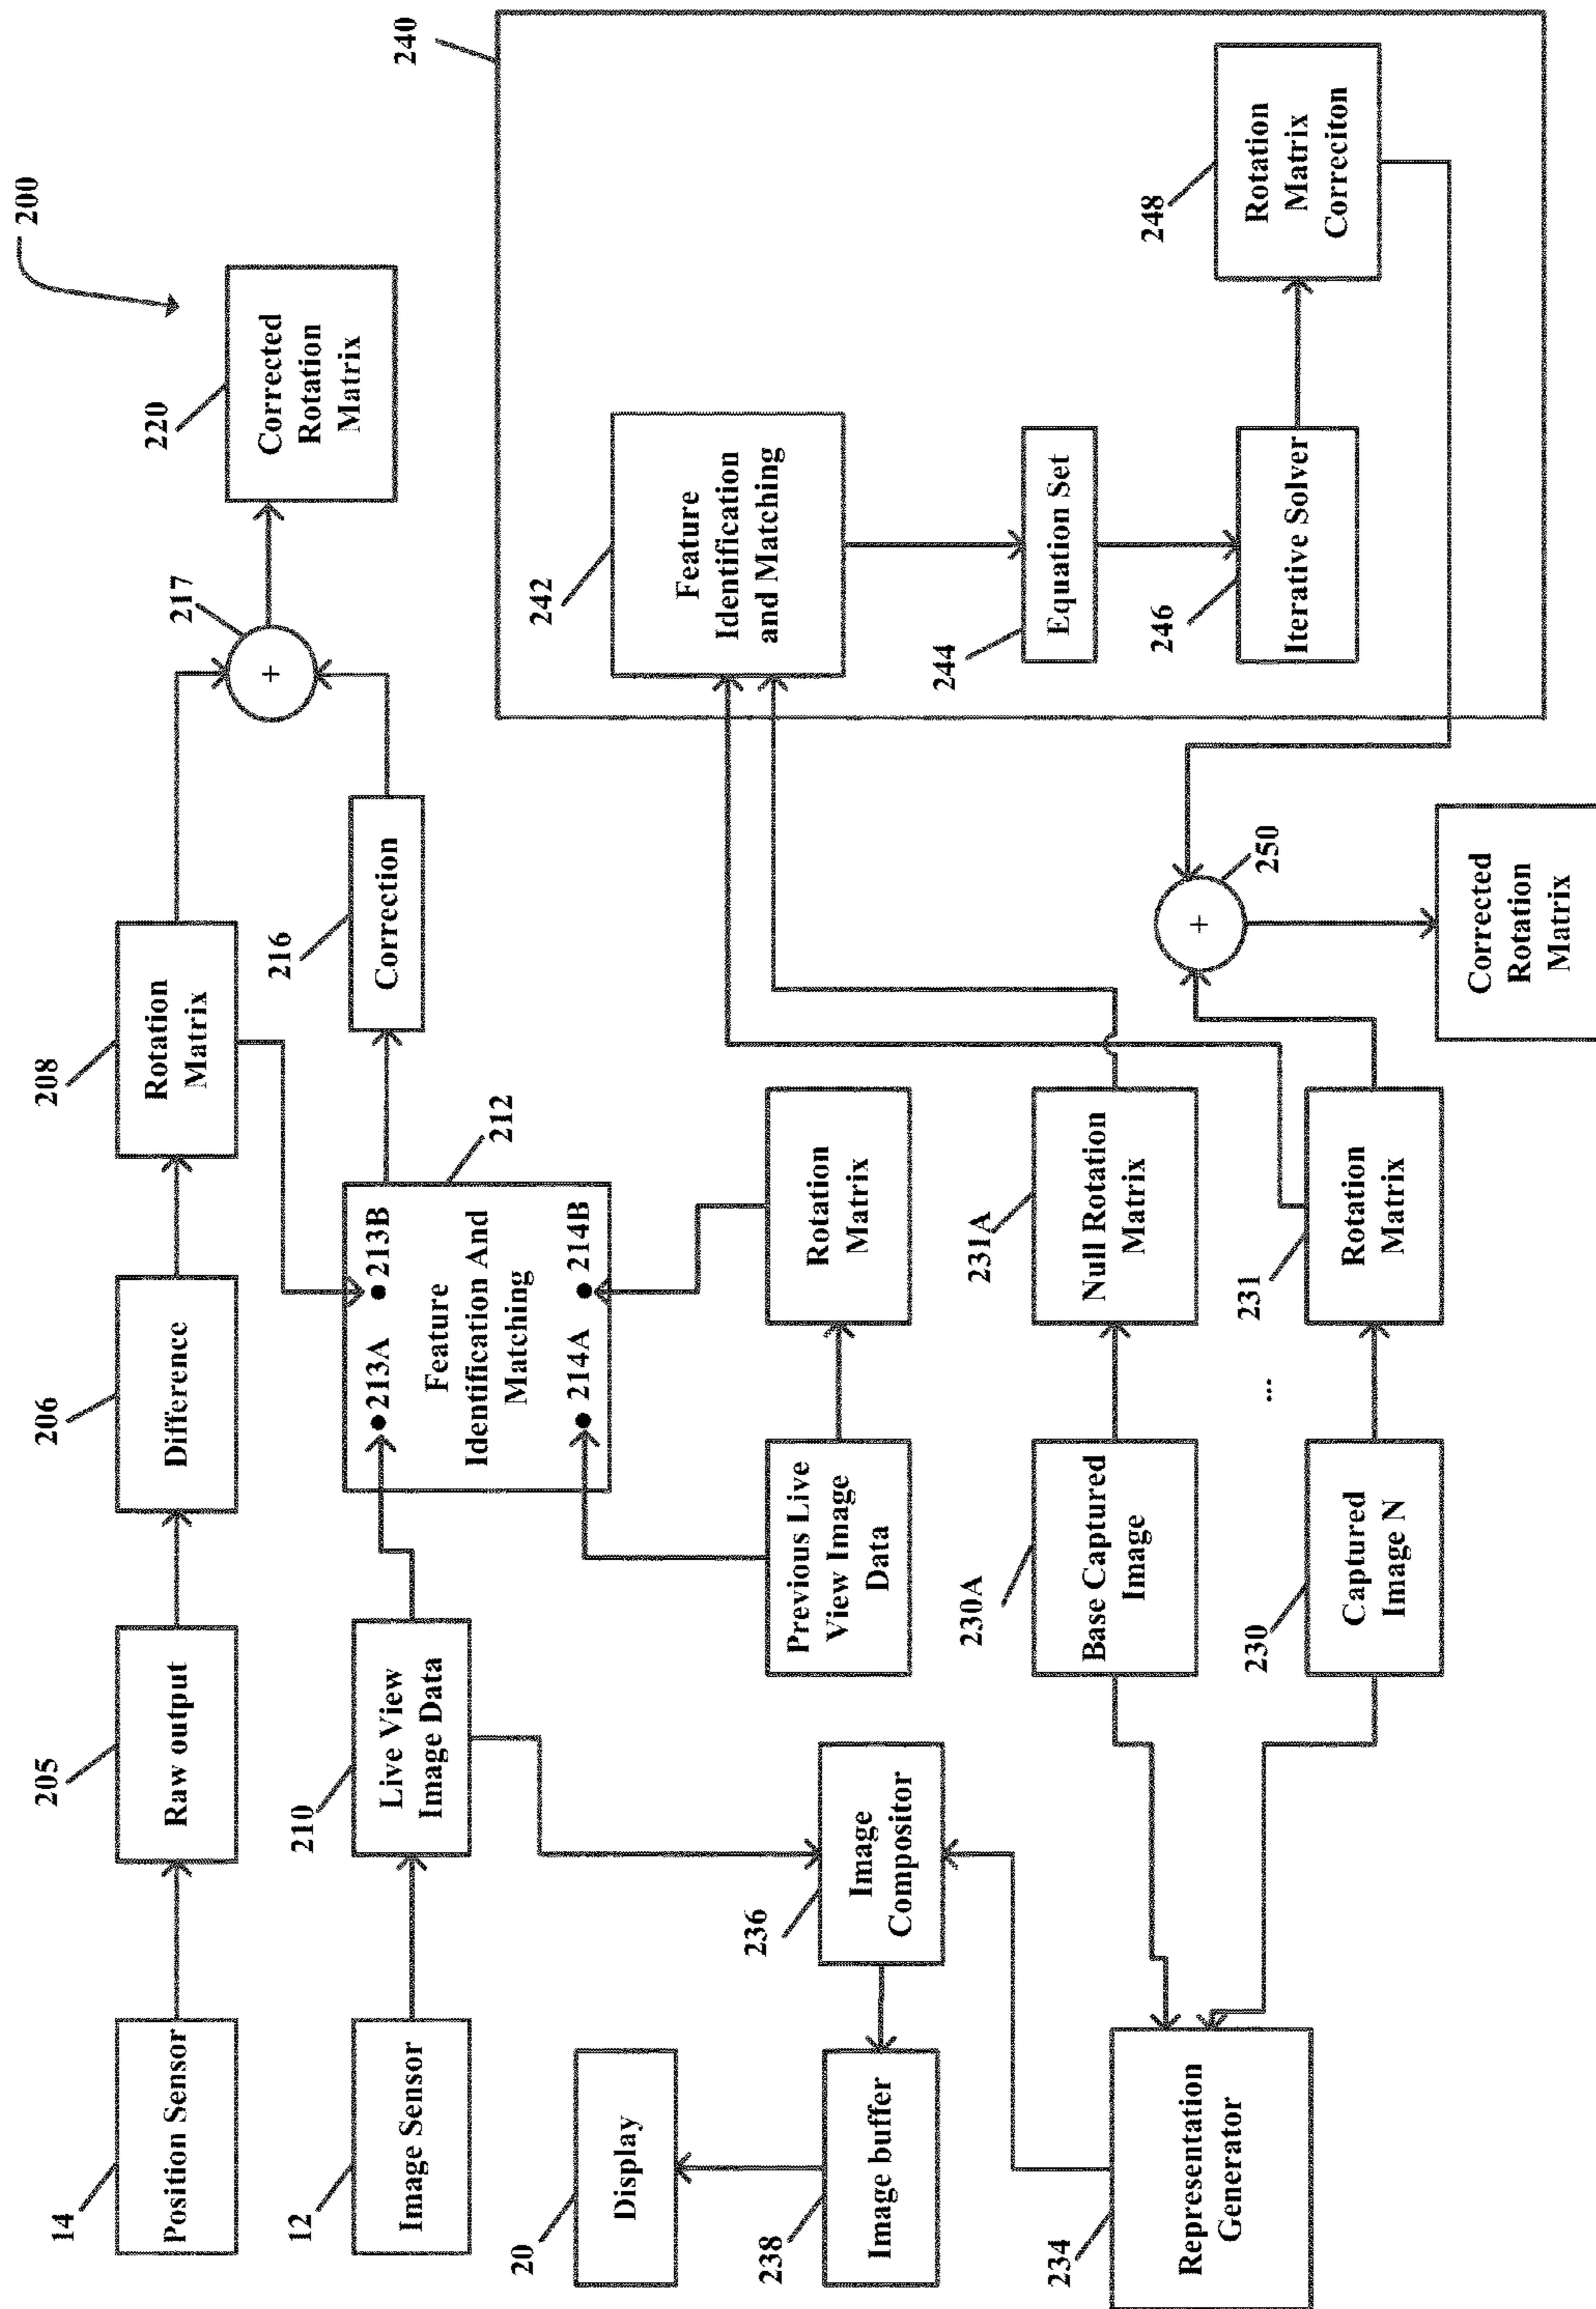 200
14
Position Sensor
205
Raw output
206
Difference
208
Rotation
Matrix
217
+
220
Corrected
Rotation
Matrix
12
Image Sensor
210
Live View
Image Data
213A
213B
Feature
Identification And
Matching
214A
214B
212
216
Correction
20
Display
238
Image buffer
236
Image
Compositor
Previous Live
View Image
Data
Rotation
Matrix
234
Representation
Generator
230A
Base Captured
Image
231A
Null Rotation
Matrix
...
230
Captured
Image N
231
Rotation
Matrix
250
+
Corrected
Rotation
Matrix
240
242
Feature
Identification
and Matching
244
Equation Set
246
Iterative Solver
248
Rotation
Matrix
Correciton